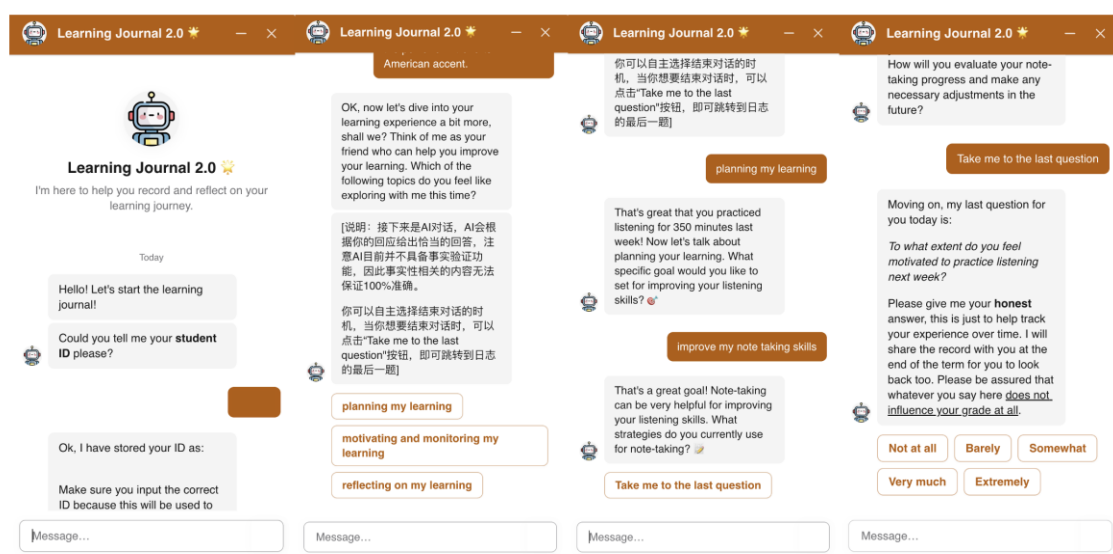 Learning Journal 2.0 🌟
Learning Journal 2.0 🌟
I'm here to help you record and reflect on your
learning journey.
Today
Hello! Let's start the learning
journal!
Could you tell me your student
ID please?
Ok, I have stored your ID as:
Make sure you input the correct
ID because this will be used to
Message...
Learning Journal 2.0 🌟
American accent.
OK, now let's dive into your
learning experience a bit more,
shall we? Think of me as your
friend who can help you improve
your learning. Which of the
following topics do you feel like
exploring with me this time?
[说明：接下来是AI对话，AI会根
据你的回应给出恰当的回答，注
意AI目前并不具备事实验证功
能，因此事实性相关的内容无法
保证100%准确。
你可以自主选择结束对话的时
机，当你想要结束对话时，可以
点击“Take me to the last
question”按钮，即可跳转到日志
的最后一题]
planning my learning
motivating and monitoring my
learning
reflecting on my learning
Message...
Learning Journal 2.0 🌟
你可以自主选择结束对话的时
机，当你想要结束对话时，可以
点击“Take me to the last
question”按钮，即可跳转到日志
的最后一题]
planning my learning
That's great that you practiced
listening for 350 minutes last
week! Now let's talk about
planning your learning. What
specific goal would you like to
set for improving your listening
skills? 🎯
improve my note taking skills
That's a great goal! Note-taking
can be very helpful for improving
your listening skills. What
strategies do you currently use
for note-taking? 📝
Take me to the last question
Message...
Learning Journal 2.0 🌟
How will you evaluate your note-
taking progress and make any
necessary adjustments in the
future?
Take me to the last question
Moving on, my last question for
you today is:
To what extent do you feel
motivated to practice listening
next week?
Please give me your honest
answer, this is just to help track
your experience over time. I will
share the record with you at the
end of the term for you to look
back too. Please be assured that
whatever you say here does not
influence your grade at all.
Not at all
Barely
Somewhat
Very much
Extremely
Message...